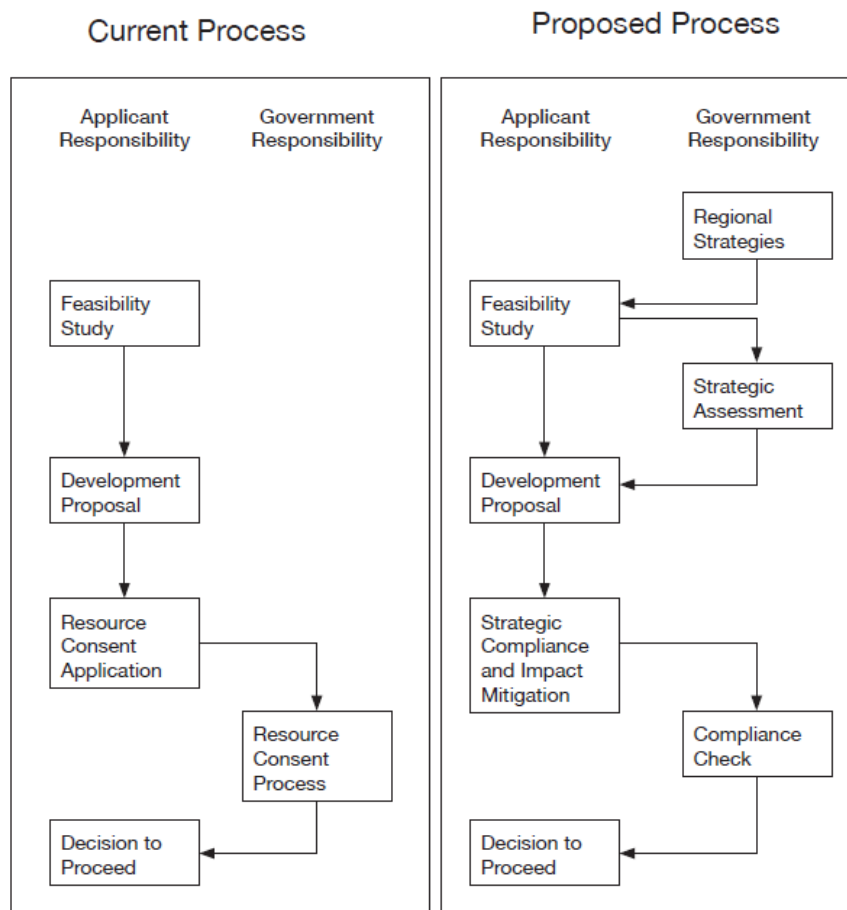 Current Process
Applicant
Responsibility
Government
Responsibility
Feasibility
Study
Development
Proposal
Resource
Consent
Application
Resource
Consent
Process
Decision to
Proceed
Proposed Process
Applicant
Responsibility
Government
Responsibility
Regional
Strategies
Feasibility
Study
Strategic
Assessment
Development
Proposal
Strategic
Compliance
and Impact
Mitigation
Compliance
Check
Decision to
Proceed